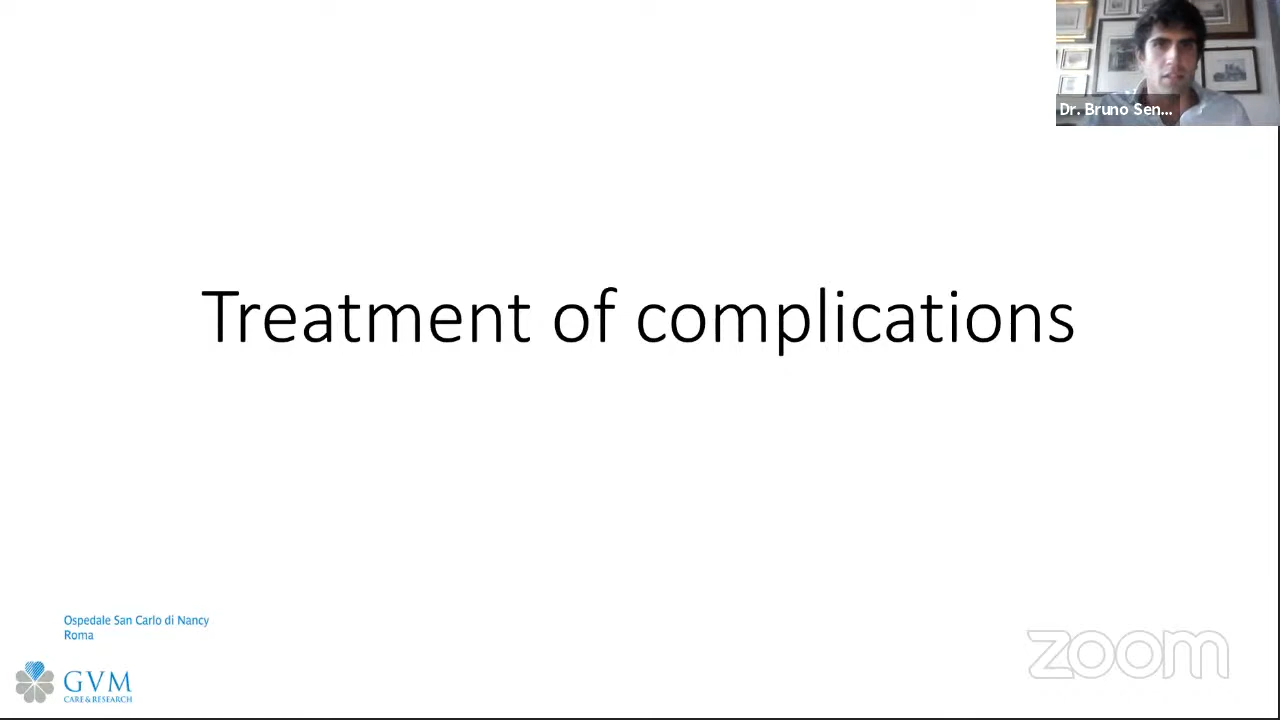 Dr. Bruno Sen...
Treatment of complications
Ospedale San Carlo di Nancy
Roma
GVM
CARE & RESEARCH
zoom